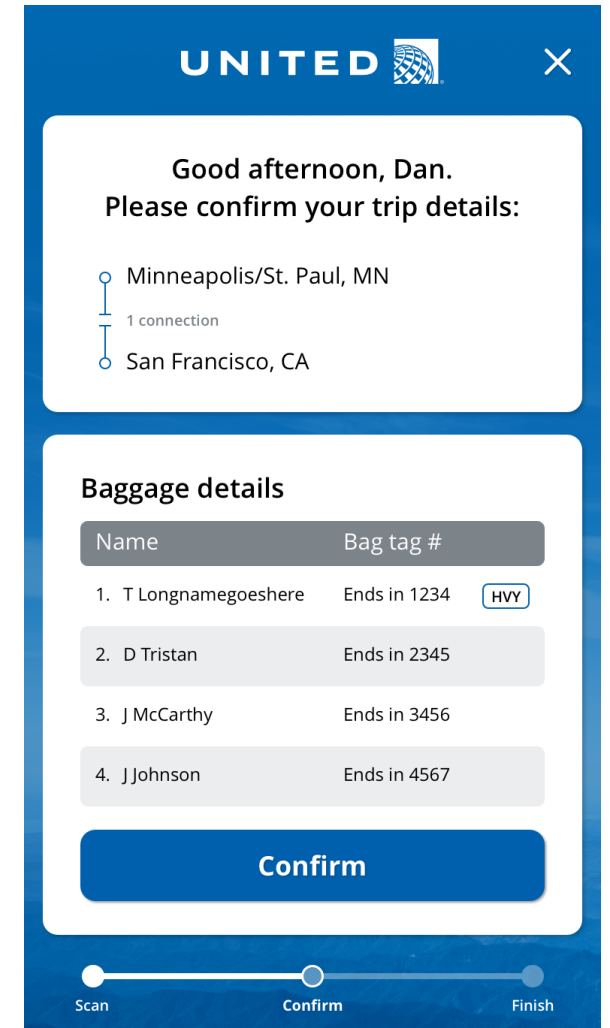 UNITED
Good afternoon, Dan.
Please confirm your trip details:
Minneapolis/St. Paul, MN
1 connection
San Francisco, CA
Baggage details
Name Bag tag #
1. T Longnamegoeshere Ends in 1234 HVY
2. D Tristan Ends in 2345
3. J McCarthy Ends in 3456
4. J Johnson Ends in 4567
Confirm
Scan Confirm Finish